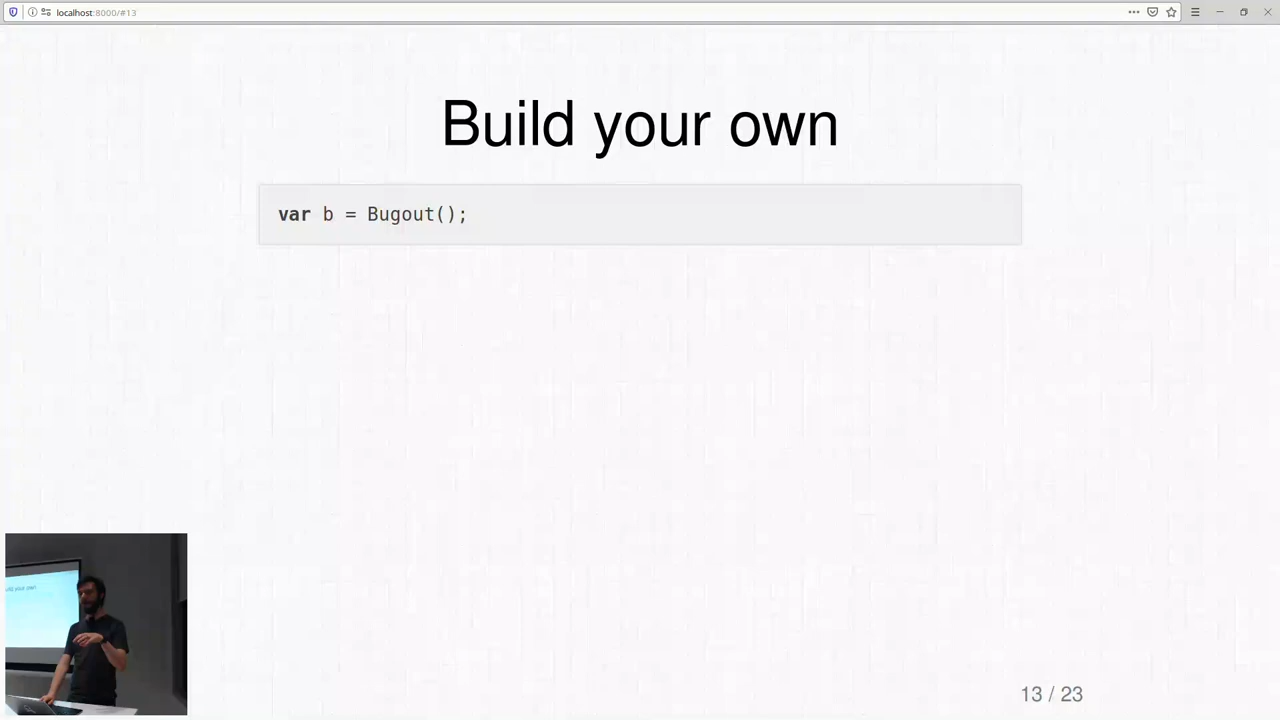 localhost:8000/#13
Build your own
var b = Bugout();
13 / 23